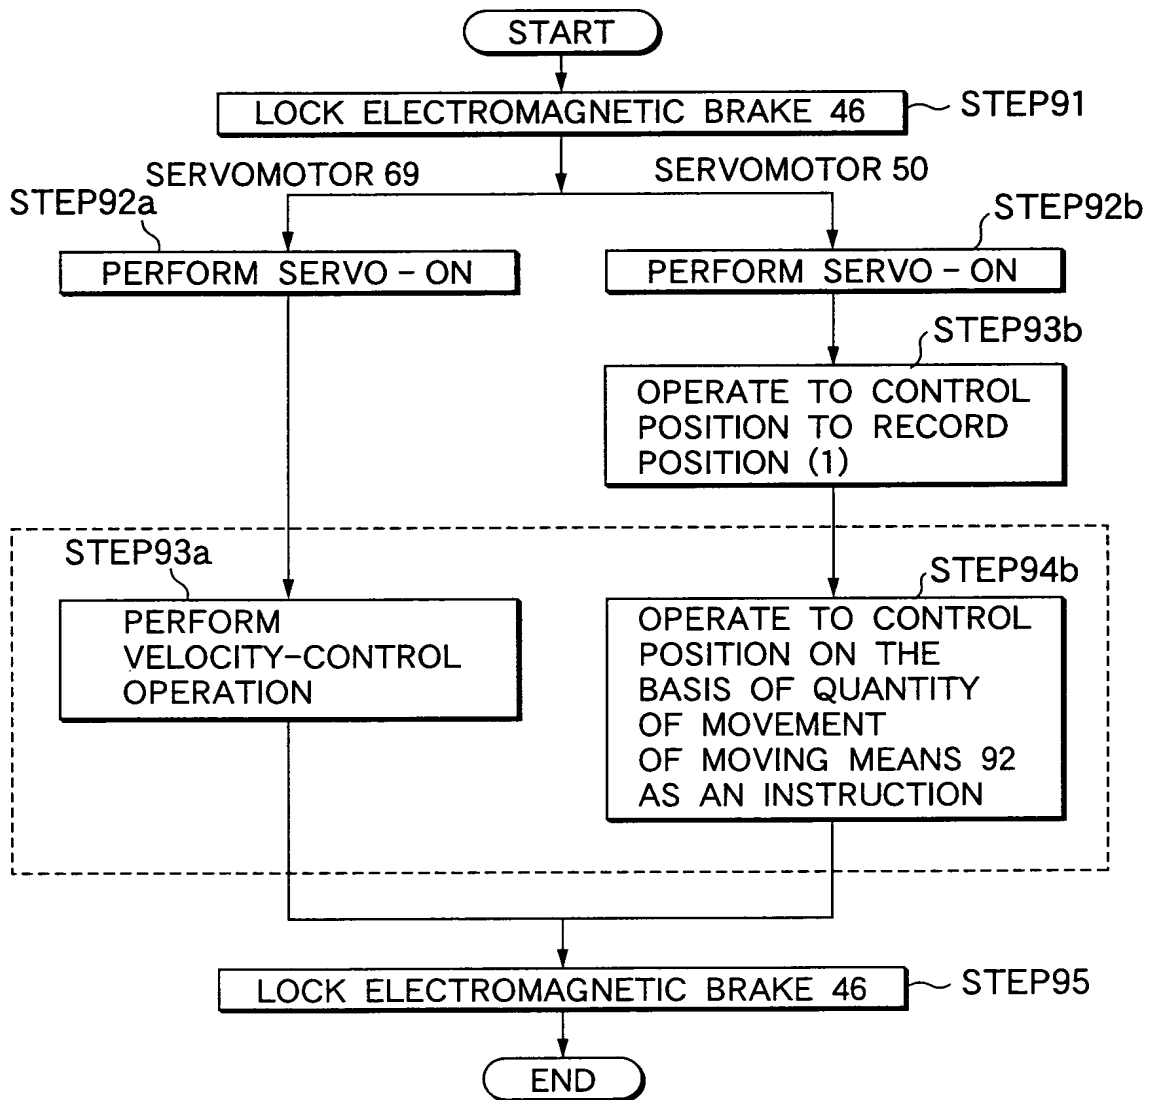 START
LOCK ELECTROMAGNETIC BRAKE 46
STEP91
SERVOMOTOR 69
SERVOMOTOR 50
STEP92a
STEP92b
PERFORM SERVO - ON
PERFORM SERVO - ON
STEP93b
OPERATE TO CONTROL
POSITION TO RECORD
POSITION (1)
STEP93a
PERFORM
VELOCITY-CONTROL
OPERATION
STEP94b
OPERATE TO CONTROL
POSITION ON THE
BASIS OF QUANTITY
OF MOVEMENT
OF MOVING MEANS 92
AS AN INSTRUCTION
LOCK ELECTROMAGNETIC BRAKE 46
STEP95
END